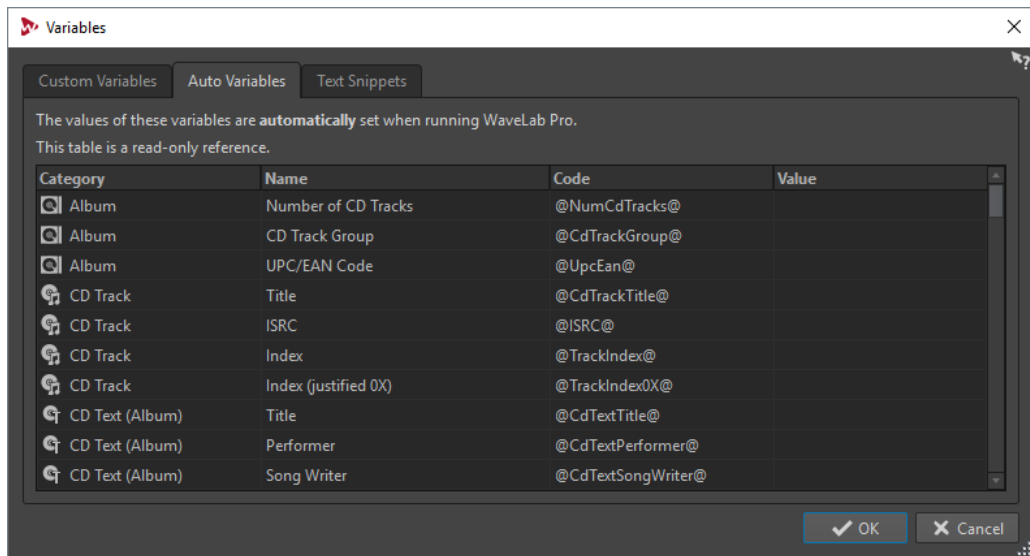 Variables
Custom Variables Auto Variables Text Snippets
The values of these variables are automatically set when running WaveLab Pro.
This table is a read-only reference.
Category Name Code Value
Album Number of CD Tracks @NumCdTracks@
Album CD Track Group @CdTrackGroup@
Album UPC/EAN Code @UpcEan@
CD Track Title @CdTrackTitle@
CD Track ISRC @ISRC@
CD Track Index @TrackIndex@
CD Track Index (justified 0X) @TrackIndex0X@
CD Text (Album) Title @CdTextTitle@
CD Text (Album) Performer @CdTextPerformer@
CD Text (Album) Song Writer @CdTextSongWriter@
OK Cancel